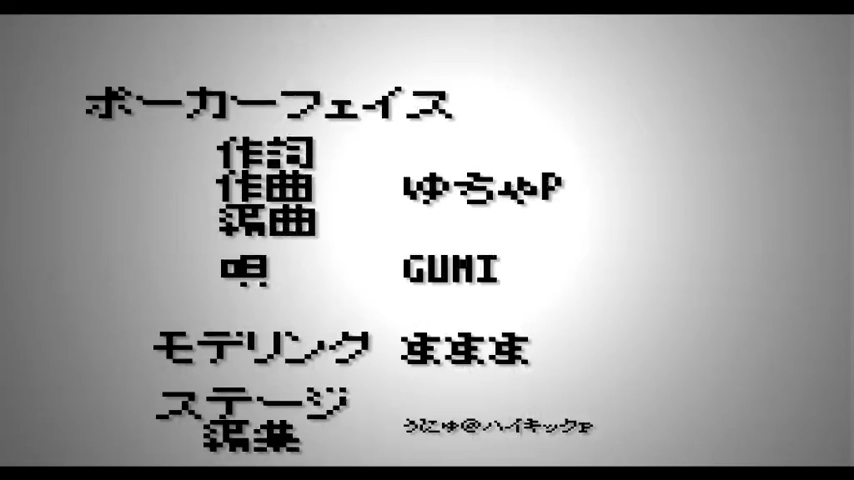 ポーカーフェイス
作詞
作曲 ゆちゃP
編曲
唄 GUMI
モデリング ままま
ステージ
編集 うにゅ@ハイキックP